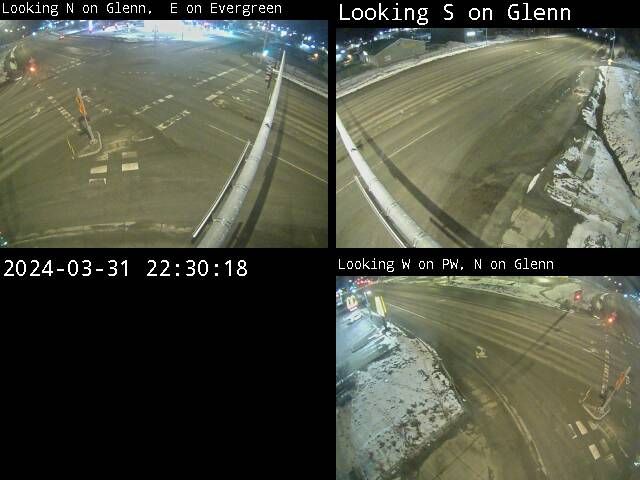 Looking N on Glenn,  E on Evergreen
Looking S on Glenn
2024-03-31 22:30:18
Looking W on PW, N on Glenn